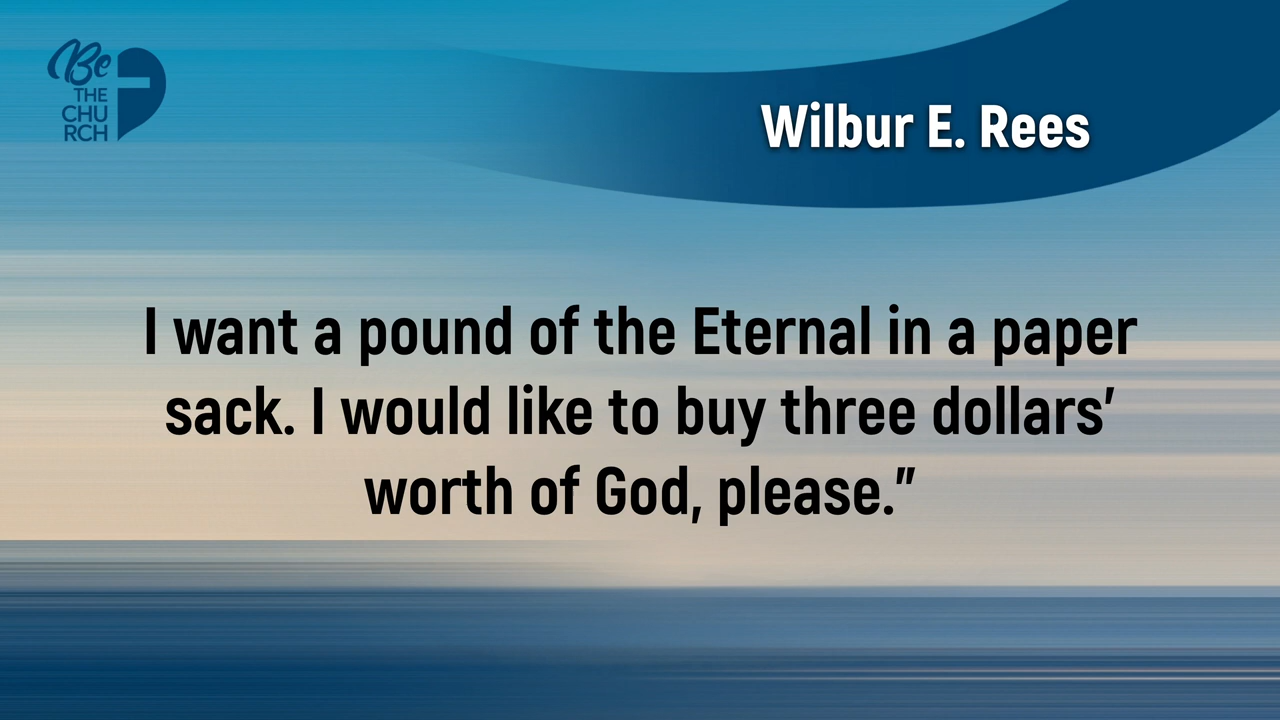 Be
THE
CHU
RCH
Wilbur E. Rees
I want a pound of the Eternal in a paper
sack. I would like to buy three dollars’
worth of God, please.”